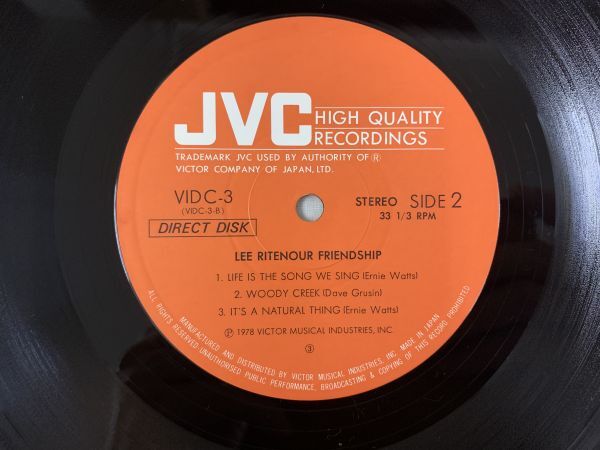 JVC HIGH QUALITY
RECORDINGS
TRADEMARK JVC USED BY AUTHORITY OF Ⓡ
VICTOR COMPANY OF JAPAN, LTD.
VIDC-3
(VIDC-3-B)
DIRECT DISK
STEREO SIDE 2
33 1/3 RPM
LEE RITENOUR FRIENDSHIP
1. LIFE IS THE SONG WE SING (Ernie Watts)
2. WOODY CREEK (Dave Grusin)
3. IT'S A NATURAL THING (Ernie Watts)
Ⓟ 1978 VICTOR MUSICAL INDUSTRIES, INC.
③
MANUFACTURED AND DISTRIBUTED BY VICTOR MUSICAL INDUSTRIES, INC. MADE IN JAPAN
ALL RIGHTS RESERVED. UNAUTHORISED PUBLIC PERFORMANCE, BROADCASTING & COPYING OF THIS RECORD PROHIBITED